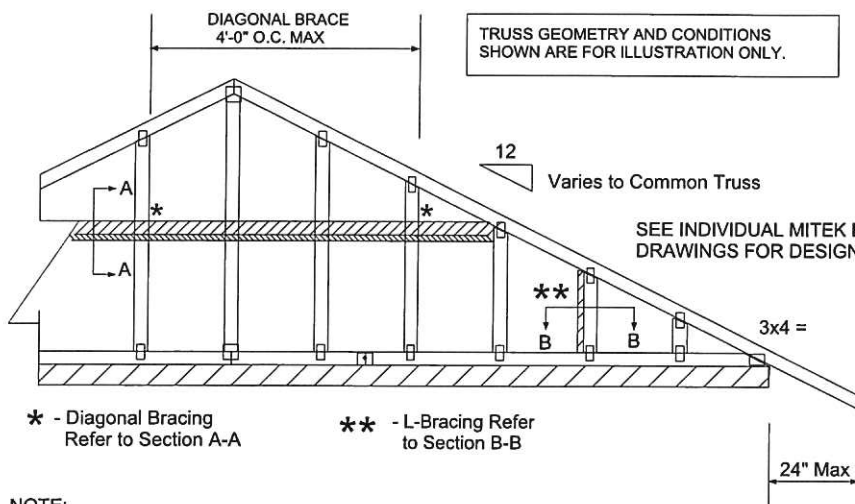 DIAGONAL BRACE
4'-0" O.C. MAX
TRUSS GEOMETRY AND CONDITIONS
SHOWN ARE FOR ILLUSTRATION ONLY.
12
Varies to Common Truss
A
*
*
SEE INDIVIDUAL MITEK
DRAWINGS FOR DESIGN
A
**
3x4 =
B
B
* - Diagonal Bracing
Refer to Section A-A
** - L-Bracing Refer
to Section B-B
24" Max
NOTE: